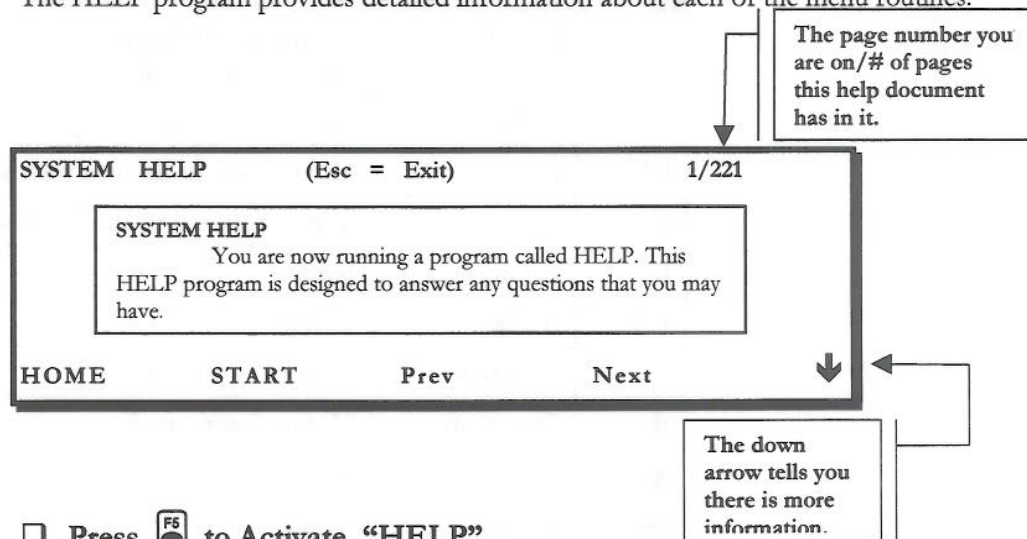 The HELP program provides detailed information about each of the menu routines.
The page number you
are on/# of pages
this help document
has in it.
SYSTEM HELP (Esc = Exit) 1/221
SYSTEM HELP
You are now running a program called HELP. This
HELP program is designed to answer any questions that you may
have.
HOME START Prev Next
The down
arrow tells you
there is more
information.
Press F5 to Activate "HELP"